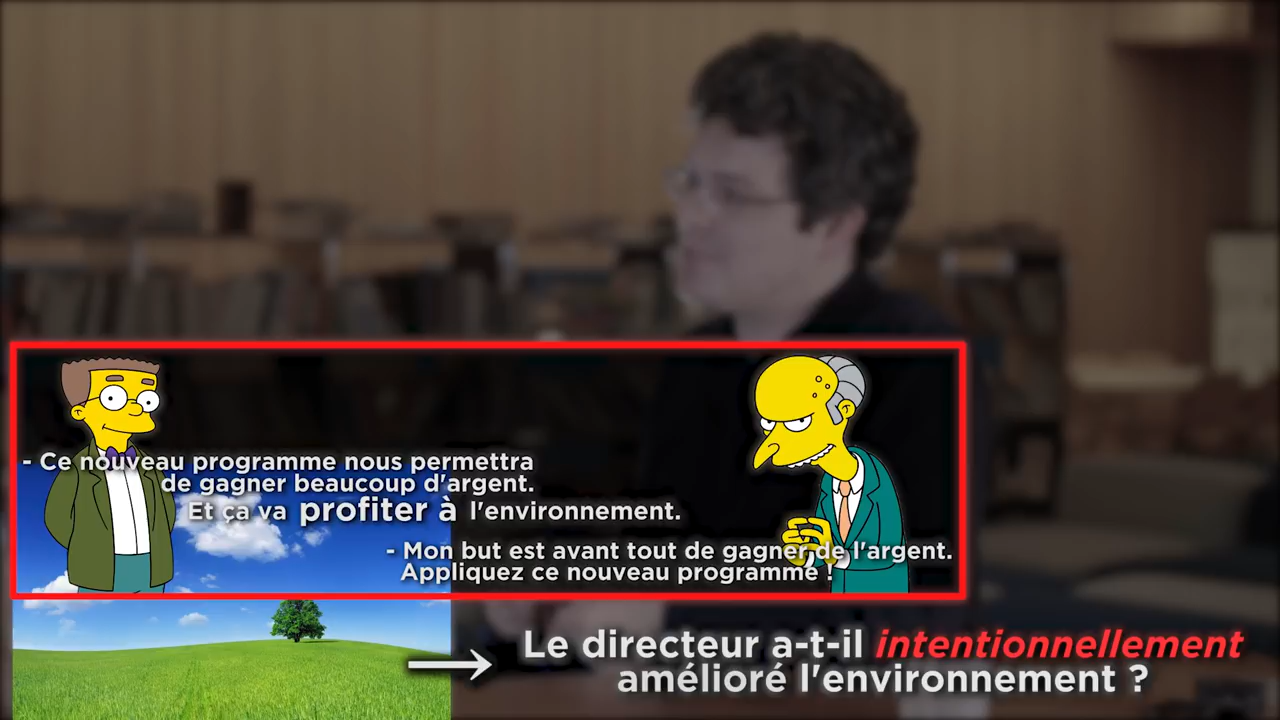 - Ce nouveau programme nous permettra
de gagner beaucoup d'argent.
Et ça va profiter à l'environnement.
- Mon but est avant tout de gagner de l'argent.
Appliquez ce nouveau programme !
Le directeur a-t-il intentionnellement
amélioré l'environnement ?